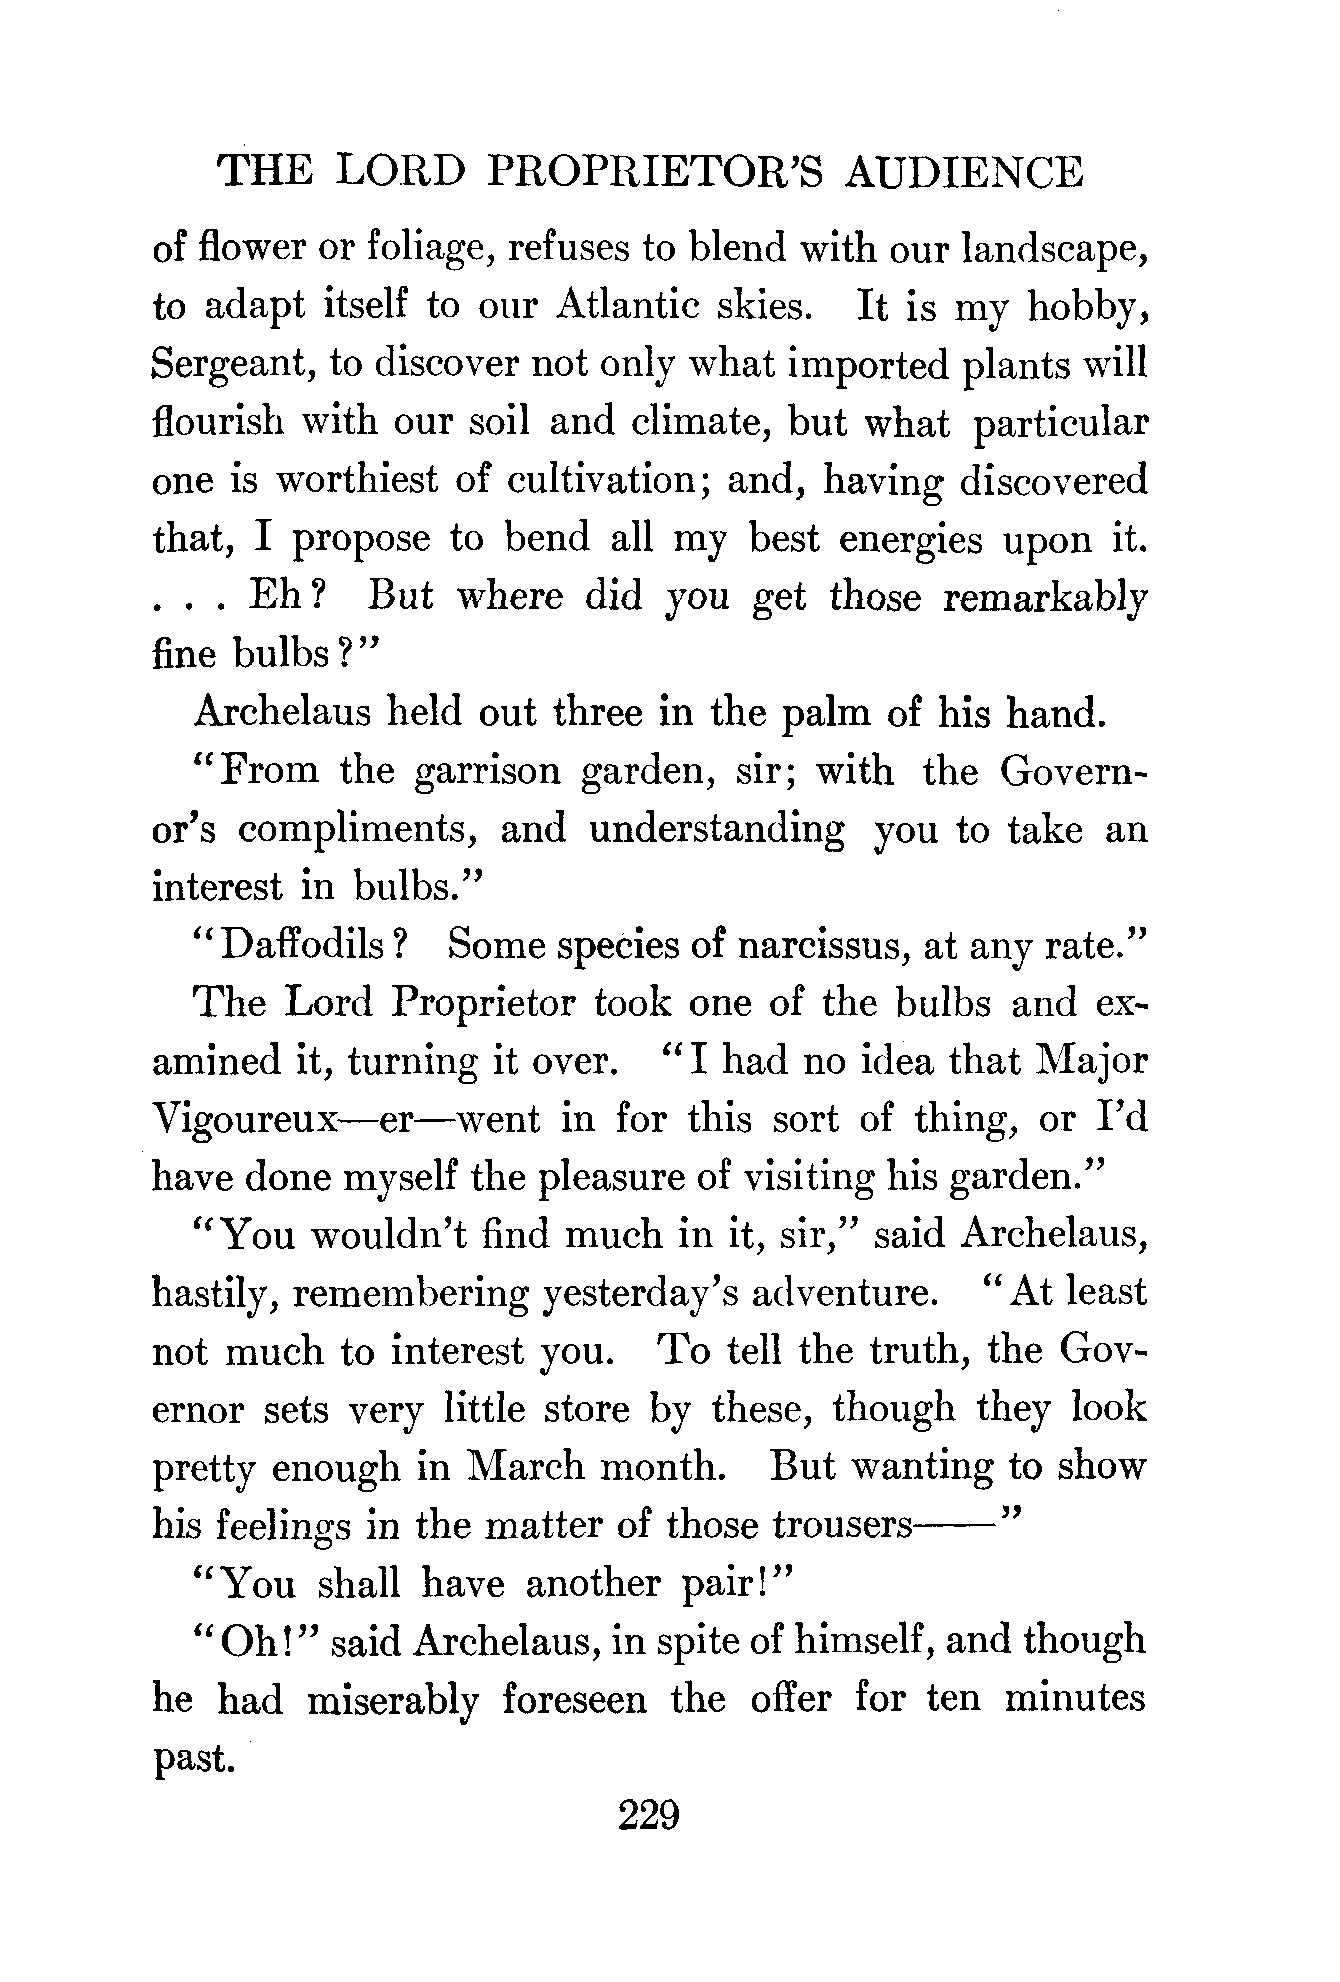 THE LORD PROPRIETOR'S AUDIENCE
of flower or foliage, refuses to blend with our landscape,
to adapt itself to our Atlantic skies. It is my hobby,
Sergeant, to discover not only what imported plants will
flourish with our soil and climate, but what particular
one is worthiest of cultivation; and, having discovered
that, I propose to bend all my best energies upon it.
. . . Eh? But where did you get those remarkably
fine bulbs?"
Archelaus held out three in the palm of his hand.
"From the garrison garden, sir; with the Govern-
or's compliments, and understanding you to take an
interest in bulbs."
"Daffodils? Some species of narcissus, at any rate."
The Lord Proprietor took one of the bulbs and ex-
amined it, turning it over. "I had no idea that Major
Vigoureux—er—went in for this sort of thing, or I'd
have done myself the pleasure of visiting his garden."
"You wouldn't find much in it, sir," said Archelaus,
hastily, remembering yesterday's adventure. "At least
not much to interest you. To tell the truth, the Gov-
ernor sets very little store by these, though they look
pretty enough in March month. But wanting to show
his feelings in the matter of those trousers——"
"You shall have another pair!"
"Oh!" said Archelaus, in spite of himself, and though
he had miserably foreseen the offer for ten minutes
past.
229